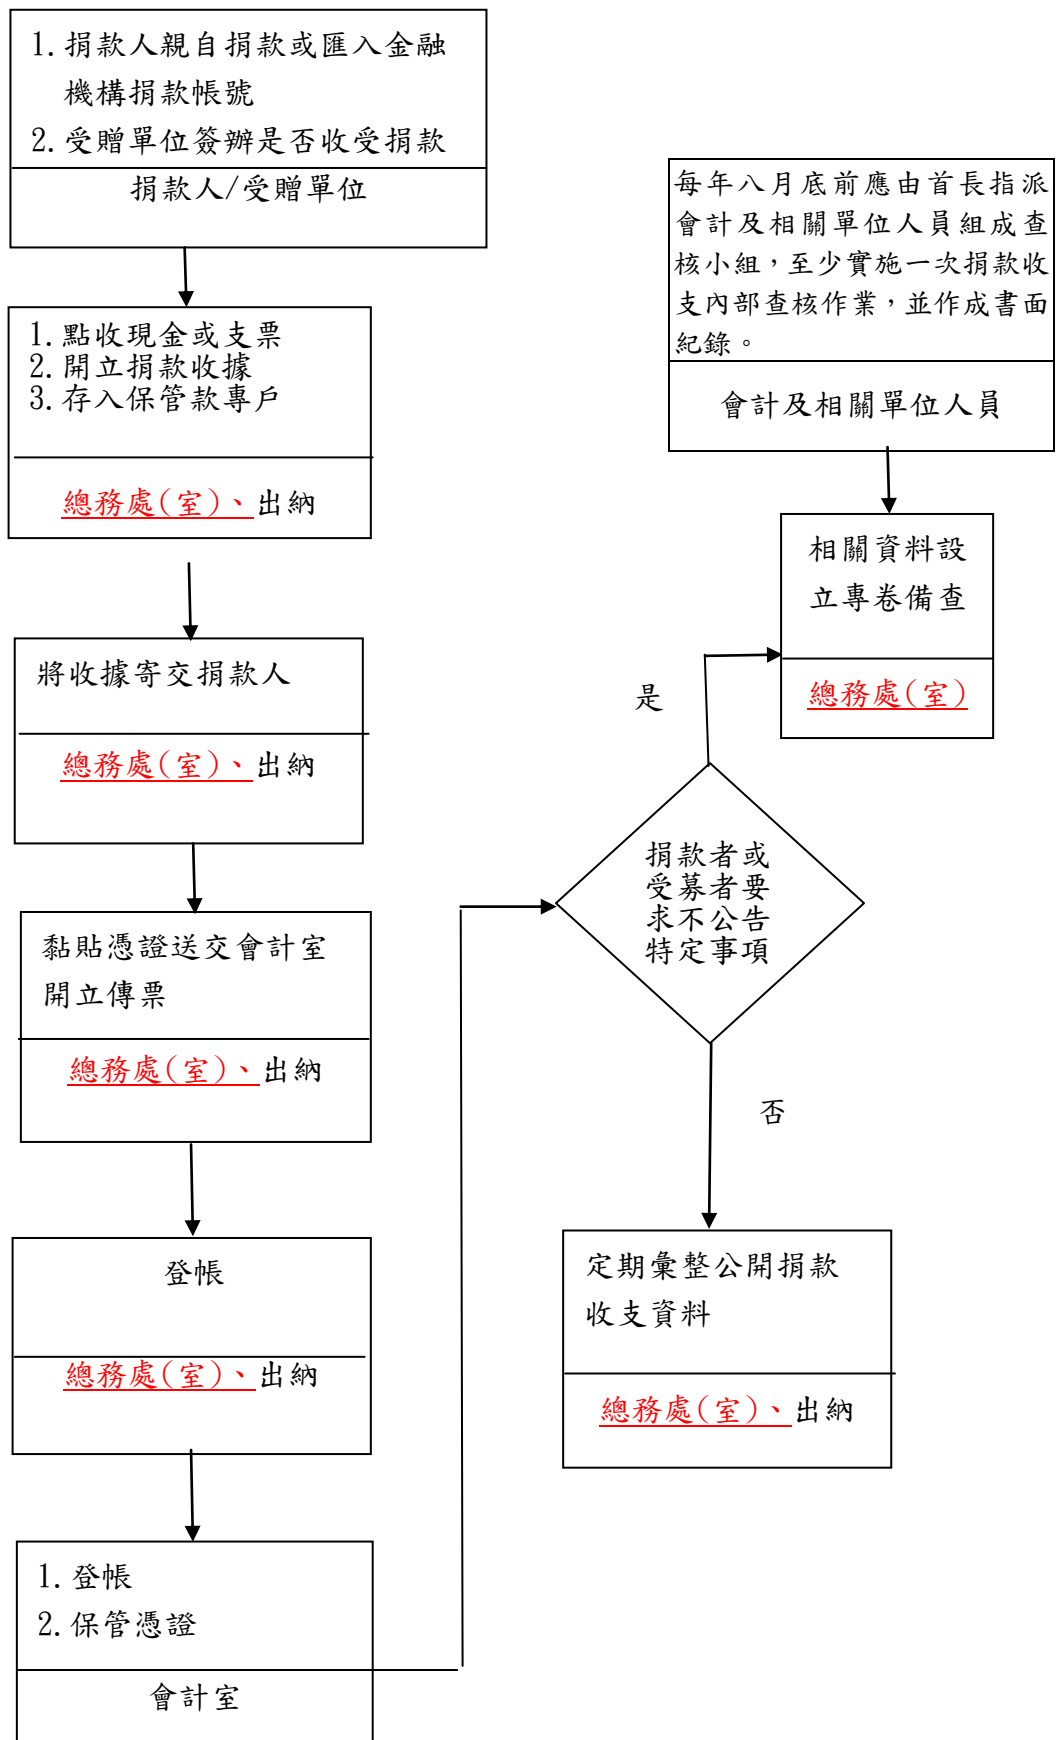 1. 捐款人親自捐款或匯入金融
機構捐款帳號
2. 受贈單位簽辦是否收受捐款
捐款人/受贈單位
1. 點收現金或支票
2. 開立捐款收據
3. 存入保管款專戶
總務處(室)、出納
將收據寄交捐款人
總務處(室)、出納
黏貼憑證送交會計室
開立傳票
總務處(室)、出納
登帳
總務處(室)、出納
1. 登帳
2. 保管憑證
會計室
每年八月底前應由首長指派
會計及相關單位人員組成查
核小組，至少實施一次捐款收
支內部查核作業，並作成書面
紀錄。
會計及相關單位人員
相關資料設
立專卷備查
總務處(室)
是
捐款者或
受募者要
求不公告
特定事項
否
定期彙整公開捐款
收支資料
總務處(室)、出納